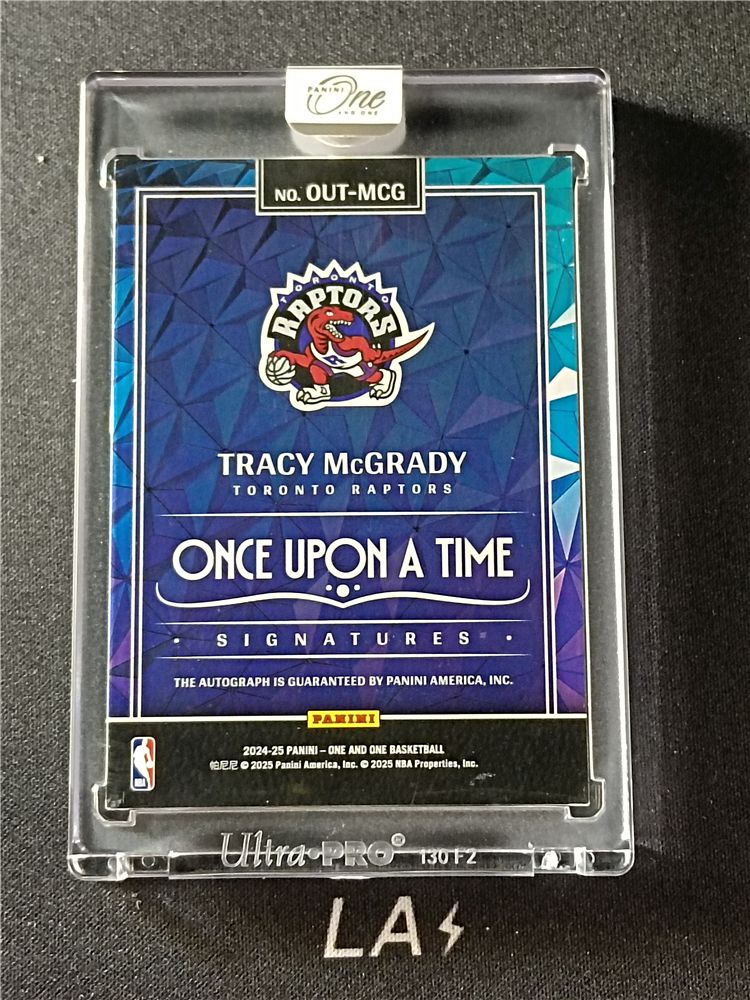 PANINI
One
AND ONE
NO. OUT-MCG
TORONTO
RAPTORS
TRACY McGRADY
TORONTO RAPTORS
ONCE UPON A TIME
· SIGNATURES ·
THE AUTOGRAPH IS GUARANTEED BY PANINI AMERICA, INC.
PANINI
2024-25 PANINI – ONE AND ONE BASKETBALL
帕尼尼 © 2025 Panini America, Inc. © 2025 NBA Properties, Inc.
NBA
Ultra·PRO® 130 F2
LA